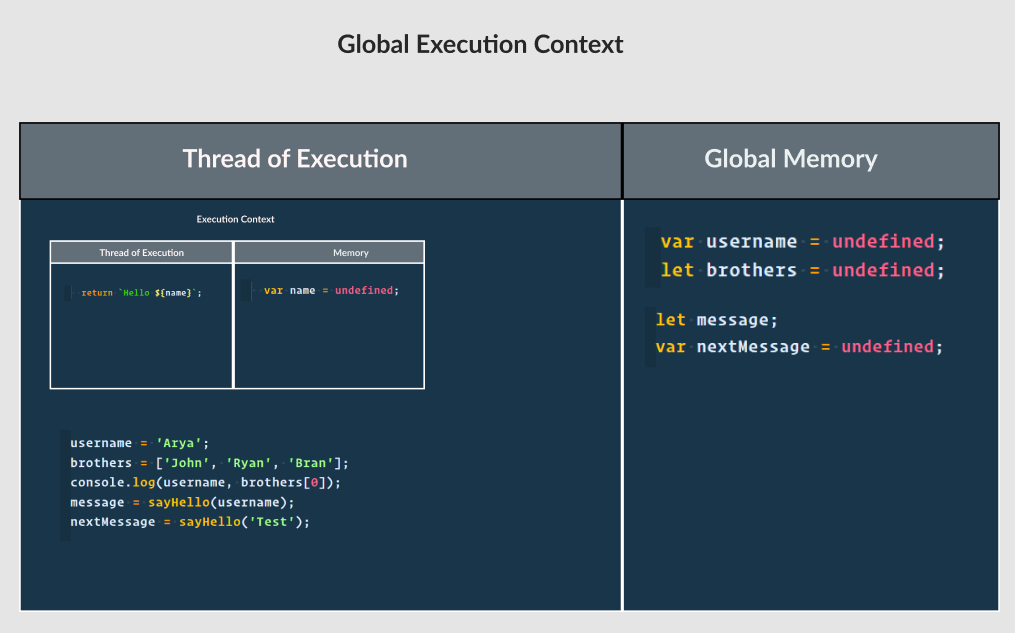 Global Execution Context
Thread of Execution
Global Memory
Execution Context
Thread of Execution
Memory
return `Hello ${name}`;
var name = undefined;
username = 'Arya';
brothers = ['John', 'Ryan', 'Bran'];
console.log(username, brothers[0]);
message = sayHello(username);
nextMessage = sayHello('Test');
var username = undefined;
let brothers = undefined;
let message;
var nextMessage = undefined;